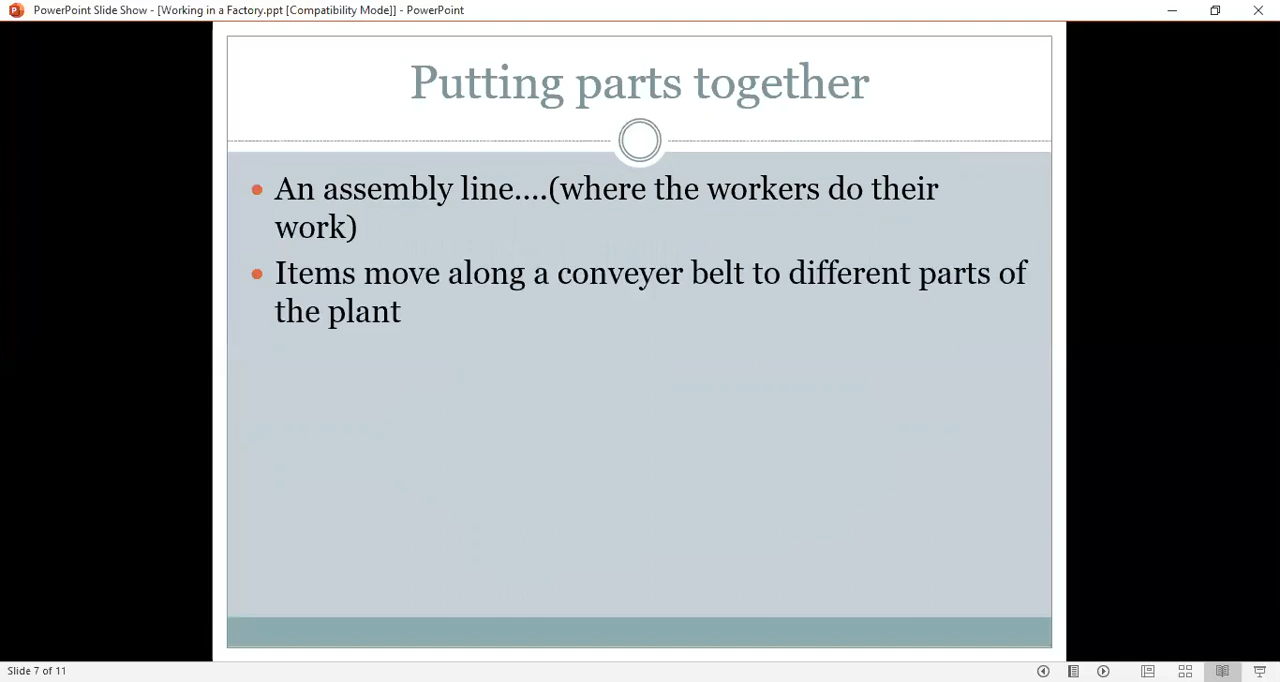 PowerPoint Slide Show - [Working in a Factory.ppt [Compatibility Mode]] - PowerPoint
Putting parts together
An assembly line....(where the workers do their
work)
Items move along a conveyer belt to different parts of
the plant
Slide 7 of 11